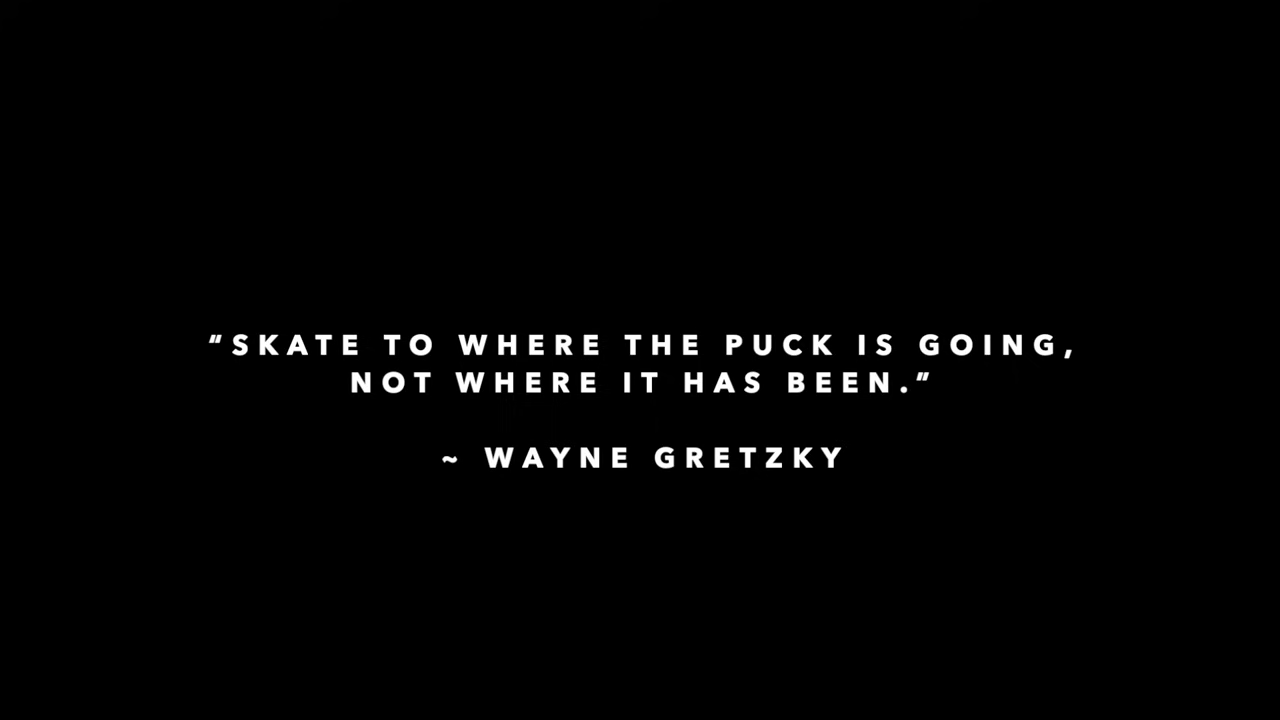 "SKATE TO WHERE THE PUCK IS GOING,
NOT WHERE IT HAS BEEN."
~ WAYNE GRETZKY